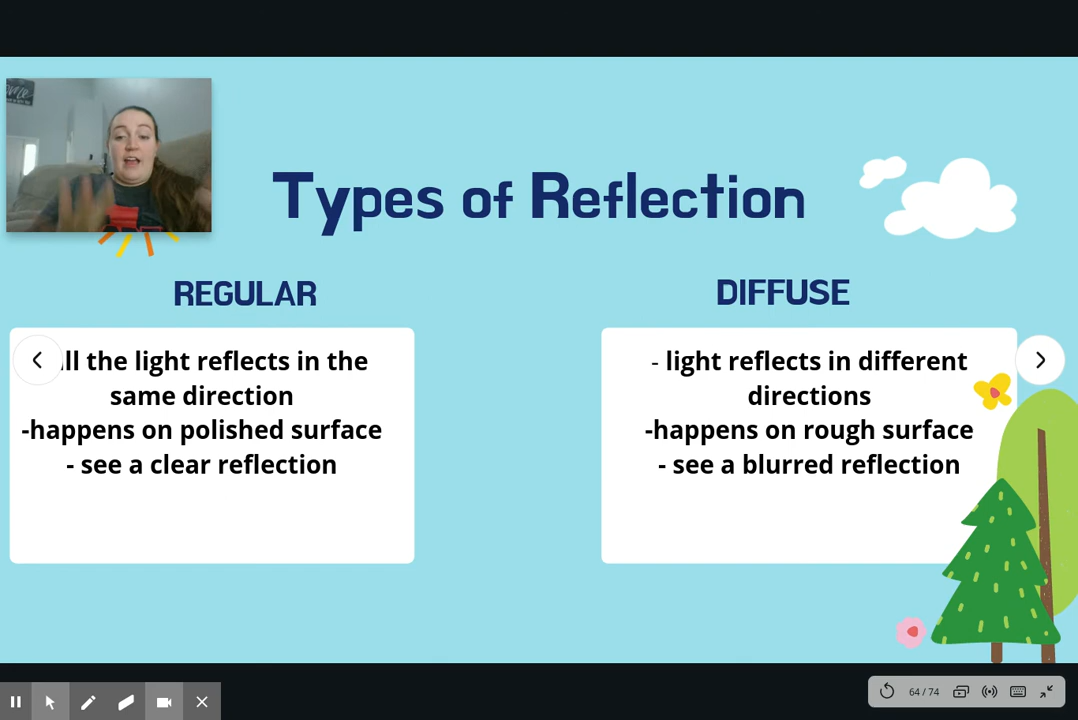 Types of Reflection
REGULAR
ll the light reflects in the
same direction
-happens on polished surface
- see a clear reflection
DIFFUSE
- light reflects in different
directions
-happens on rough surface
- see a blurred reflection
64 / 74